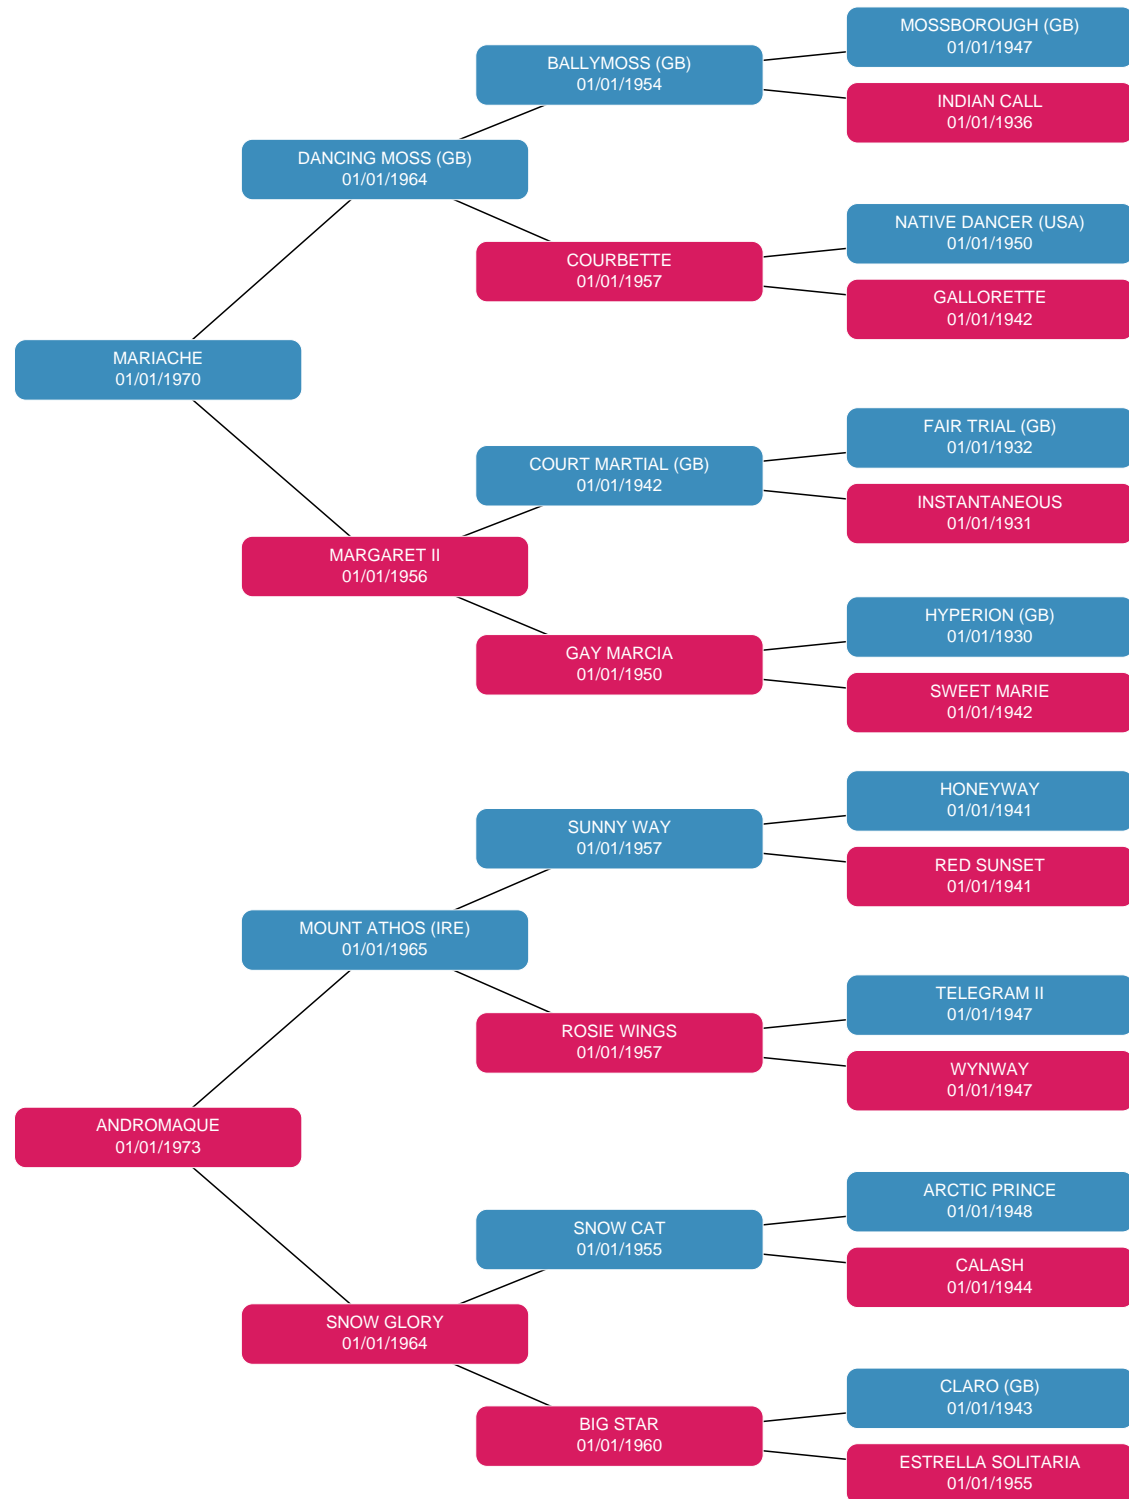 MOSSBOROUGH (GB)
01/01/1947
BALLYMOSS (GB)
01/01/1954
INDIAN CALL
01/01/1936
DANCING MOSS (GB)
01/01/1964
NATIVE DANCER (USA)
01/01/1950
COURBETTE
01/01/1957
GALLORETTE
01/01/1942
MARIACHE
01/01/1970
FAIR TRIAL (GB)
01/01/1932
COURT MARTIAL (GB)
01/01/1942
INSTANTANEOUS
01/01/1931
MARGARET II
01/01/1956
HYPERION (GB)
01/01/1930
GAY MARCIA
01/01/1950
SWEET MARIE
01/01/1942
HONEYWAY
01/01/1941
SUNNY WAY
01/01/1957
RED SUNSET
01/01/1941
MOUNT ATHOS (IRE)
01/01/1965
TELEGRAM II
01/01/1947
ROSIE WINGS
01/01/1957
WYNWAY
01/01/1947
ANDROMAQUE
01/01/1973
ARCTIC PRINCE
01/01/1948
SNOW CAT
01/01/1955
CALASH
01/01/1944
SNOW GLORY
01/01/1964
CLARO (GB)
01/01/1943
BIG STAR
01/01/1960
ESTRELLA SOLITARIA
01/01/1955